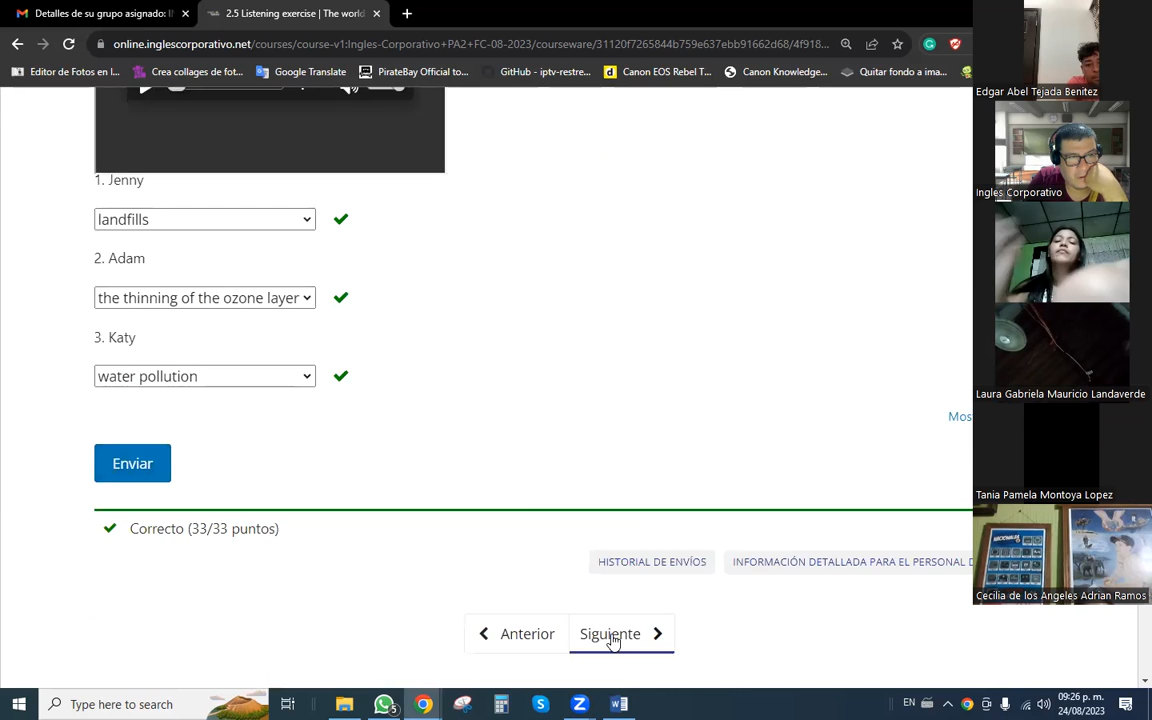 Detalles de su grupo asignado: I
2.5 Listening exercise | The world
online.inglescorporativo.net/courses/course-v1:Ingles-Corporativo+PA2+FC-08-2023/courseware/31120f7265844b759e637ebb91662d68/4f918...
Editor de Fotos en l...
Crea collages de fot...
Google Translate
PirateBay Official to...
GitHub - iptv-restre...
Canon EOS Rebel T...
Canon Knowledge...
Quitar fondo a ima...
Edgar Abel Tejada Benitez
Ingles Corporativo
Laura Gabriela Mauricio Landaverde
Tania Pamela Montoya Lopez
Cecilia de los Angeles Adrian Ramos
1. Jenny
landfills
2. Adam
the thinning of the ozone layer
3. Katy
water pollution
Mos
Enviar
Correcto (33/33 puntos)
HISTORIAL DE ENVÍOS
INFORMACIÓN DETALLADA PARA EL PERSONAL D
Anterior
Siguiente
Type here to search
5
EN
09:26 p. m.
24/08/2023